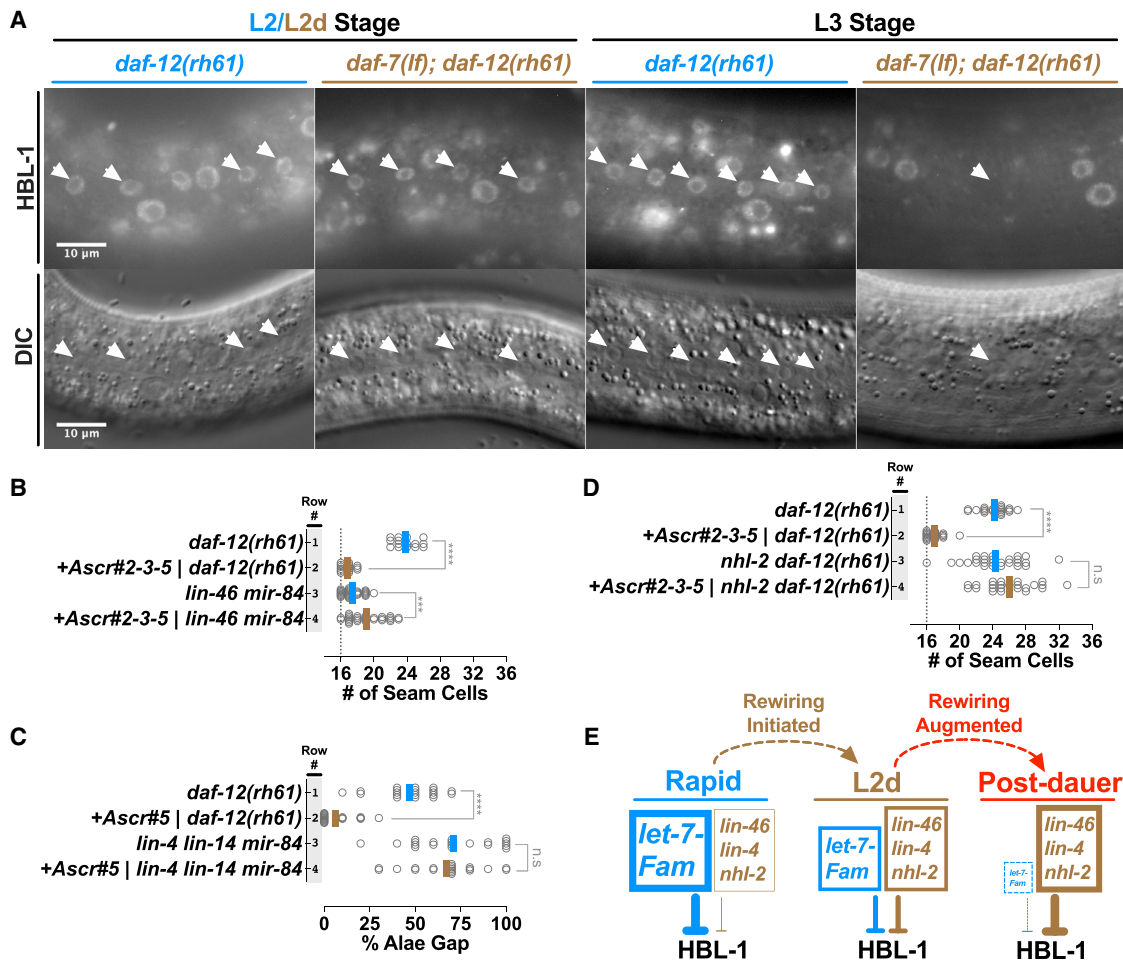 A
L2/L2d Stage
L3 Stage
daf-12(rh61)
daf-7(lf); daf-12(rh61)
daf-12(rh61)
daf-7(lf); daf-12(rh61)
HBL-1
10 µm
DIC
10 µm
B
Row
#
daf-12(rh61)
1
+Ascr#2-3-5 | daf-12(rh61)
2
lin-46 mir-84
3
+Ascr#2-3-5 | lin-46 mir-84
4
****
***
16 20 24 28 32 36
# of Seam Cells
C
Row
#
daf-12(rh61)
1
+Ascr#5 | daf-12(rh61)
2
lin-4 lin-14 mir-84
3
+Ascr#5 | lin-4 lin-14 mir-84
4
****
n.s
0 25 50 75 100
% Alae Gap
D
Row
#
daf-12(rh61)
1
+Ascr#2-3-5 | daf-12(rh61)
2
nhl-2 daf-12(rh61)
3
+Ascr#2-3-5 | nhl-2 daf-12(rh61)
4
****
n.s
16 20 24 28 32 36
# of Seam Cells
E
Rewiring
Initiated
Rewiring
Augmented
Rapid
L2d
Post-dauer
let-7-
Fam
lin-46
lin-4
nhl-2
HBL-1
let-7-
Fam
lin-46
lin-4
nhl-2
HBL-1
let-7-
Fam
lin-46
lin-4
nhl-2
HBL-1